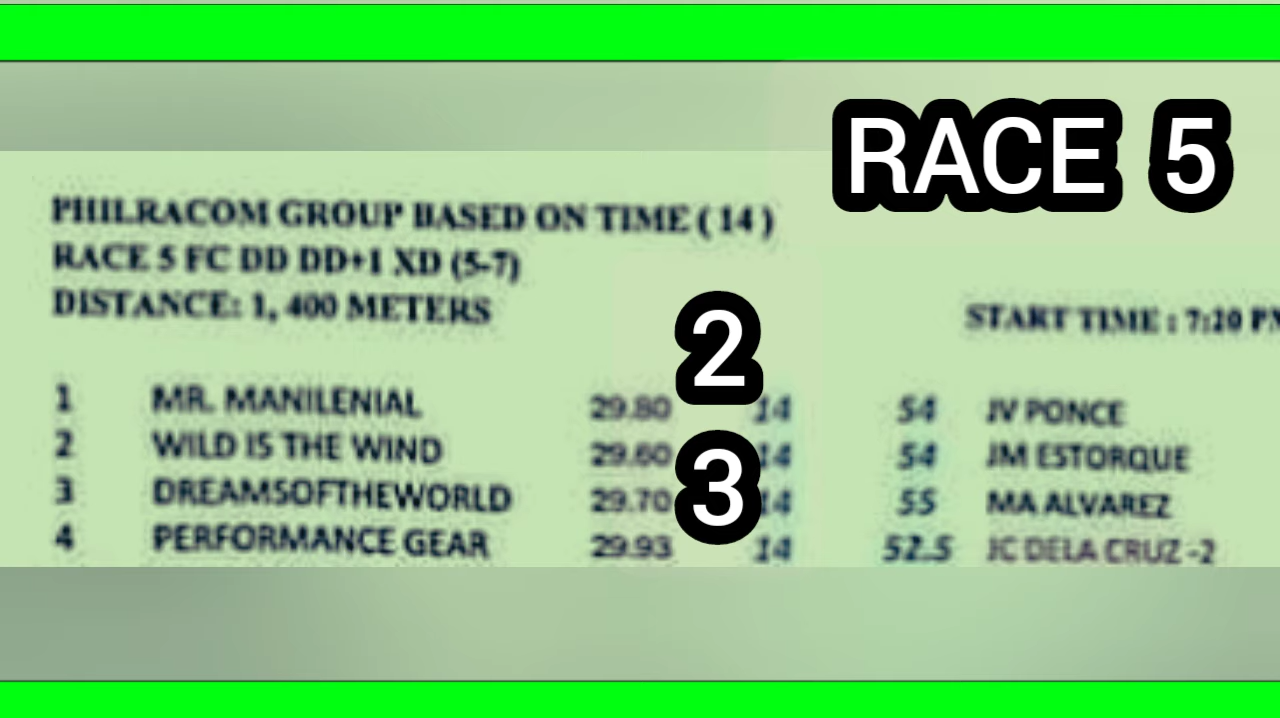 RACE 5
PHILRACOM GROUP BASED ON TIME ( 14 )
RACE 5 FC DD DD+1 XD (5-7)
DISTANCE: 1, 400 METERS
START TIME : 7:20 PM
2
1 MR. MANILENIAL 29.80 14 54 JV PONCE
2 WILD IS THE WIND 29.60 14 54 JM ESTORQUE
3
3 DREAMSOFTHEWORLD 29.70 14 55 MA ALVAREZ
4 PERFORMANCE GEAR 29.93 14 52.5 JC DELA CRUZ -2